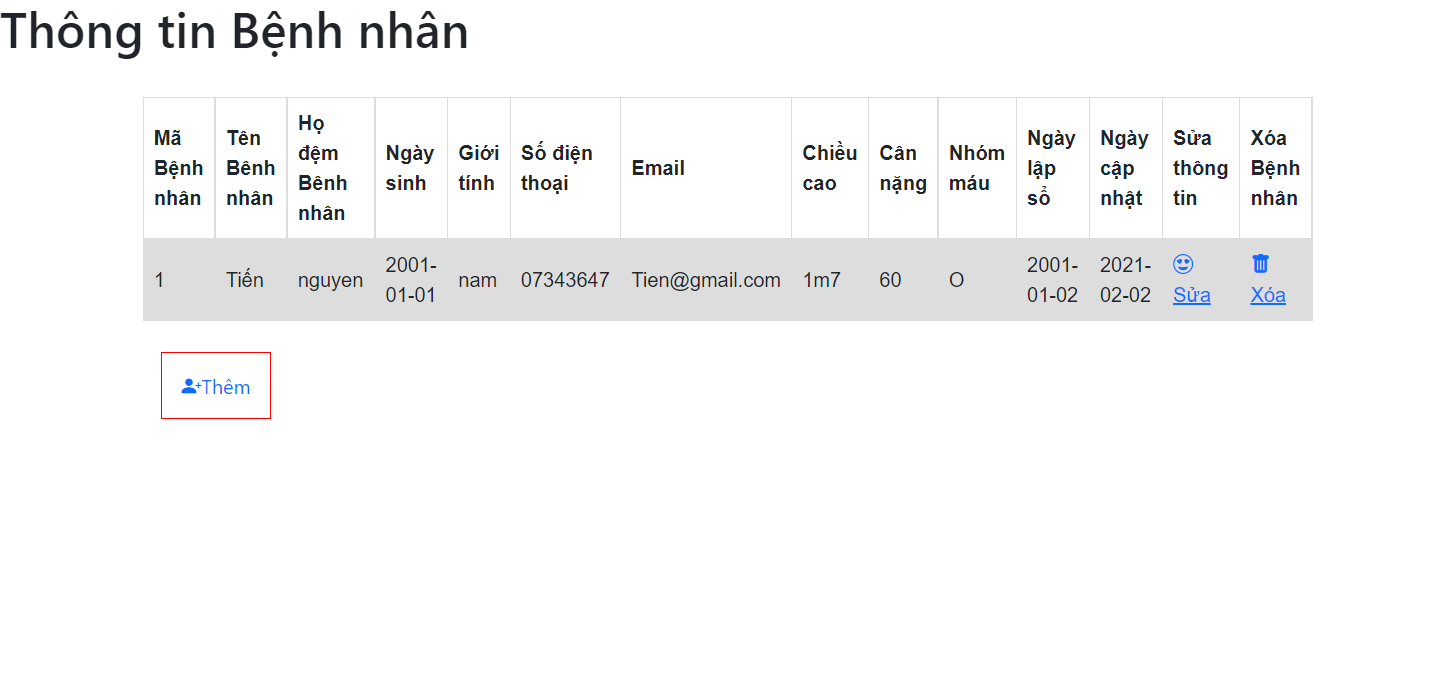 Thông tin Bệnh nhân
Mã Bệnh nhân
Tên Bênh nhân
Họ đệm Bênh nhân
Ngày sinh
Giới tính
Số điện thoại
Email
Chiều cao
Cân nặng
Nhóm máu
Ngày lập sổ
Ngày cập nhật
Sửa thông tin
Xóa Bệnh nhân
1
Tiến
nguyen
2001-01-01
nam
07343647
Tien@gmail.com
1m7
60
O
2001-01-02
2021-02-02
Sửa
Xóa
Thêm